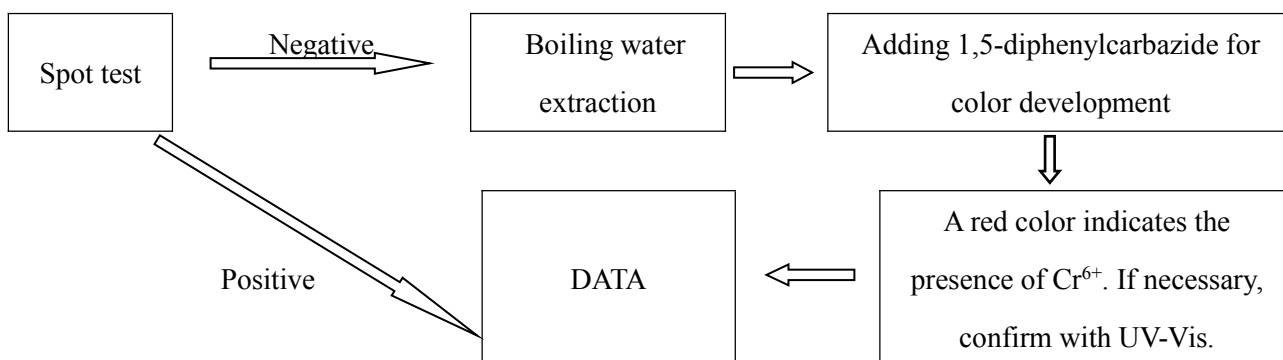 Spot test
Negative
Boiling water
extraction
Adding 1,5-diphenylcarbazide for
color development
A red color indicates the
presence of Cr⁶⁺. If necessary,
confirm with UV-Vis.
DATA
Positive